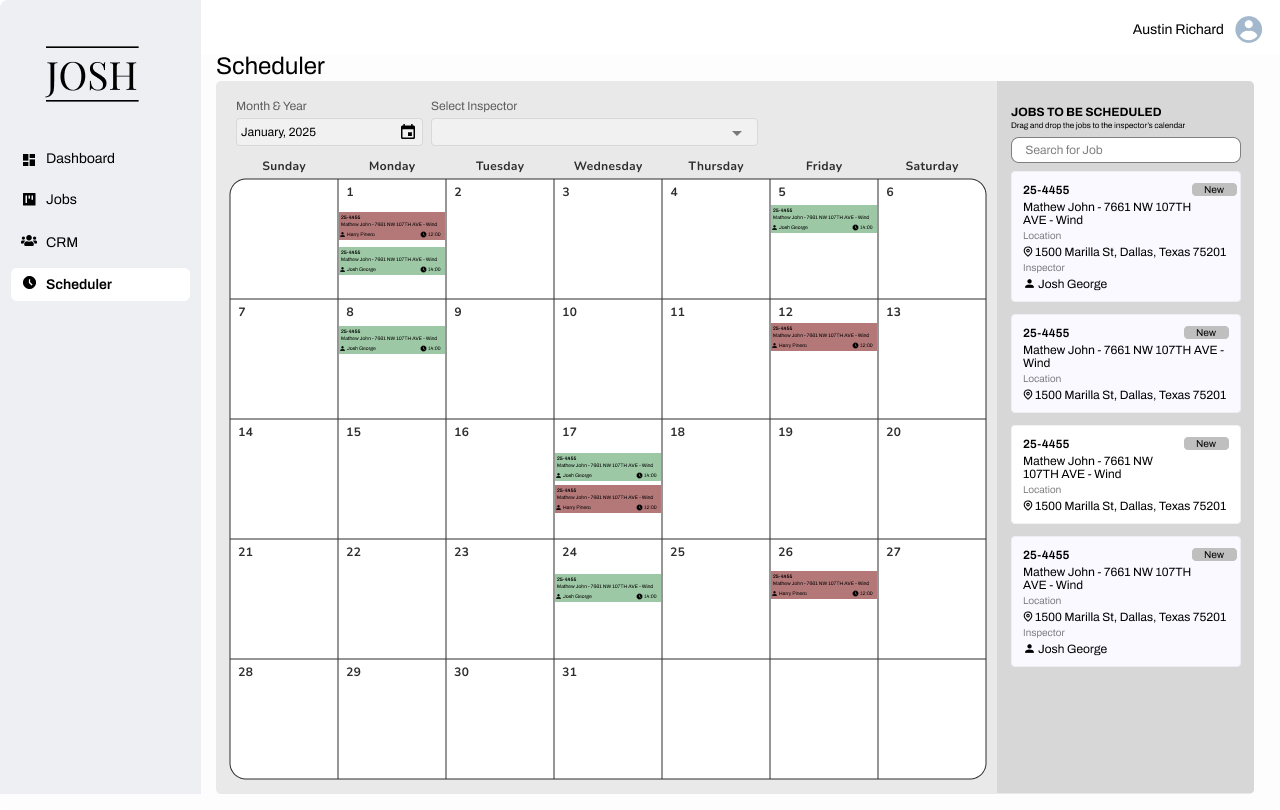 Austin Richard
JOSH
Scheduler
Dashboard
Jobs
CRM
Scheduler
Month & Year
Select Inspector
January, 2025
Sunday Monday Tuesday Wednesday Thursday Friday Saturday
1 2 3 4 5 6
25-4455
Mathew John - 7661 NW 107TH AVE - Wind
Harry Pinero 12:00
25-4455
Mathew John - 7661 NW 107TH AVE - Wind
Josh George 14:00
25-4455
Mathew John - 7661 NW 107TH AVE - Wind
Josh George 14:00
7 8 9 10 11 12 13
25-4455
Mathew John - 7661 NW 107TH AVE - Wind
Josh George 14:00
25-4455
Mathew John - 7661 NW 107TH AVE - Wind
Harry Pinero 12:00
14 15 16 17 18 19 20
25-4455
Mathew John - 7661 NW 107TH AVE - Wind
Josh George 14:00
25-4455
Mathew John - 7661 NW 107TH AVE - Wind
Harry Pinero 12:00
21 22 23 24 25 26 27
25-4455
Mathew John - 7661 NW 107TH AVE - Wind
Josh George 14:00
25-4455
Mathew John - 7661 NW 107TH AVE - Wind
Harry Pinero 12:00
28 29 30 31
JOBS TO BE SCHEDULED
Drag and drop the jobs to the inspector's calendar
Search for Job
25-4455 New
Mathew John - 7661 NW 107TH
AVE - Wind
Location
1500 Marilla St, Dallas, Texas 75201
Inspector
Josh George
25-4455 New
Mathew John - 7661 NW 107TH AVE -
Wind
Location
1500 Marilla St, Dallas, Texas 75201
25-4455 New
Mathew John - 7661 NW
107TH AVE - Wind
Location
1500 Marilla St, Dallas, Texas 75201
25-4455 New
Mathew John - 7661 NW 107TH
AVE - Wind
Location
1500 Marilla St, Dallas, Texas 75201
Inspector
Josh George